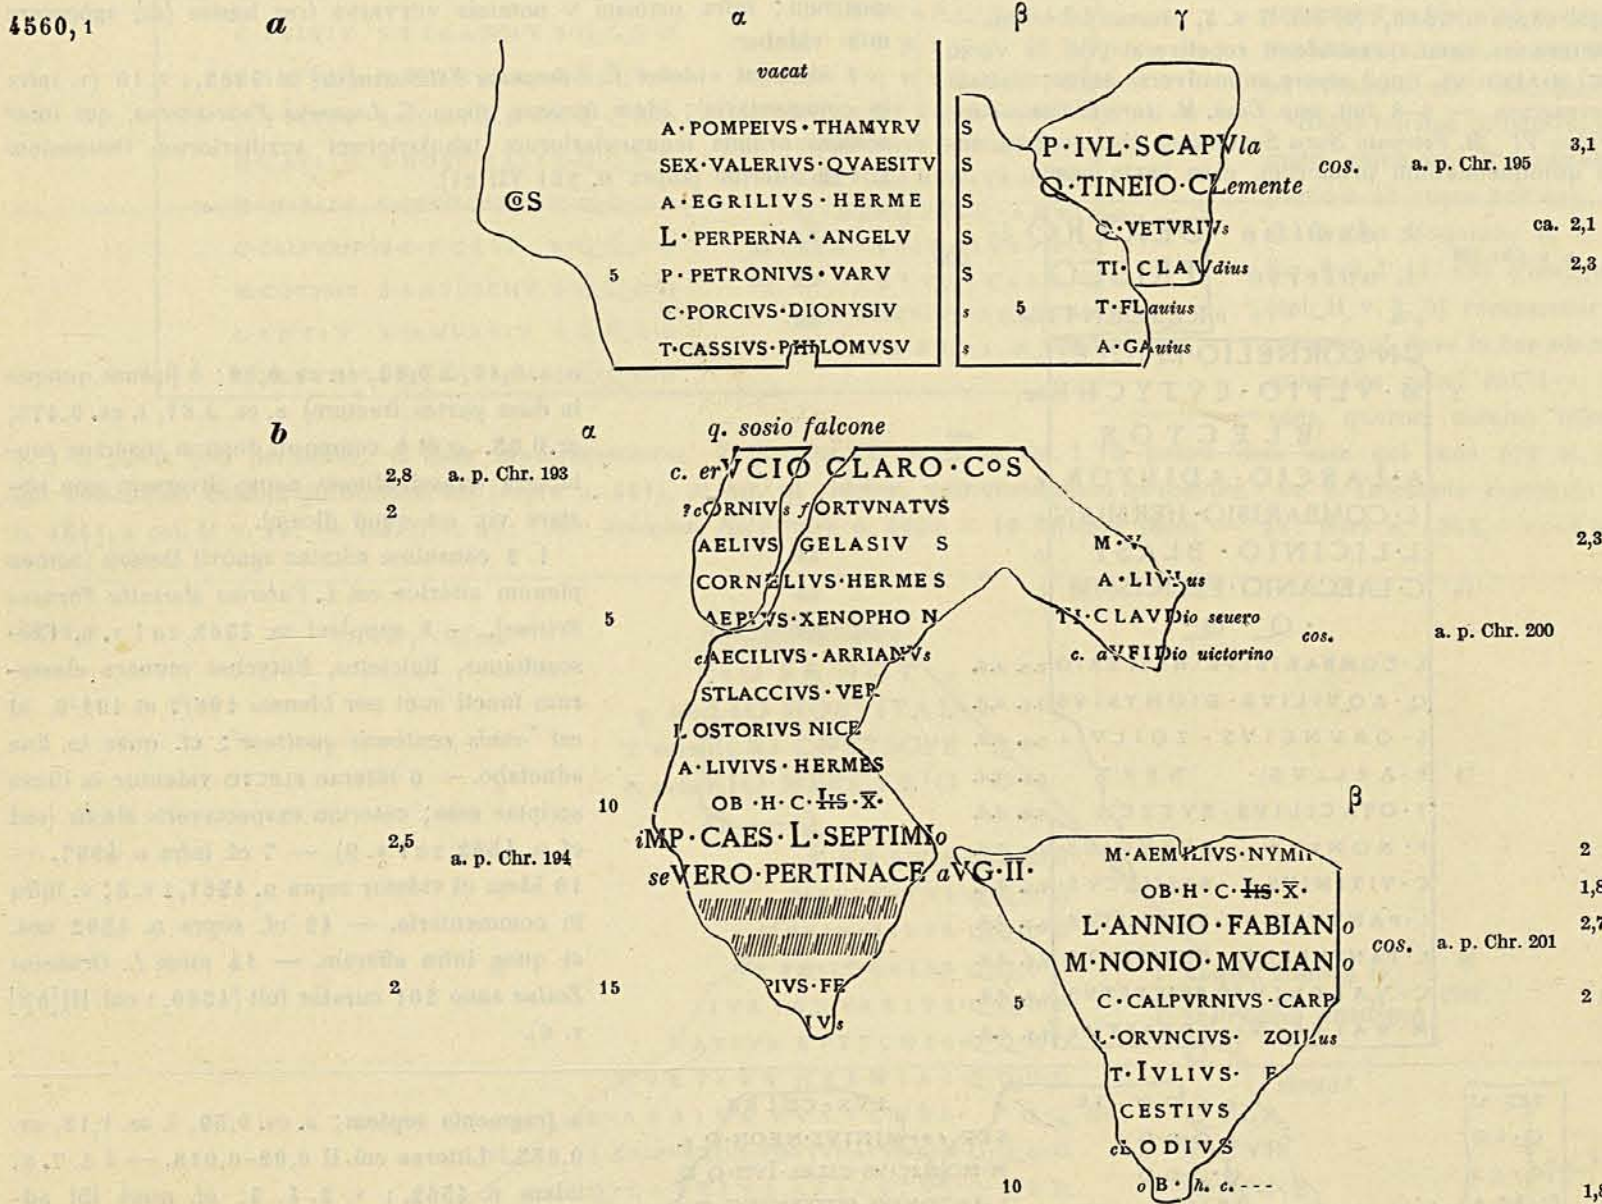 4560,1
a
α
vacat
A·POMPEIVS·THAMYRV S
SEX·VALERIVS·QVAESITV S
COS
A·EGRILIVS·HERME S
L·PERPERNA·ANGELV S
5 P·PETRONIVS·VARV S
C·PORCIVS·DIONYSIV s
T·CASSIVS·PHILOMVSV s
β γ
P·IVL·SCAPVla 3,1
Q·TINEIO·CLemente cos. a. p. Chr. 195
Q·VETVRIVs ca. 2,1
TI·CLAVdius 2,3
5 T·FLauius
A·GAuius
b
α
q. sosio falcone
2,8 a. p. Chr. 193 c. erVCIO CLARO·COS
2 ?cORNIVs fORTVNATVS
AELIVS GELASIV S
CORNELIVS·HERMES
5 AEPLVS·XENOPHO N
cAECILIVS·ARRIANVs
STLACCIVS·VER
L·OSTORIVS NICE
A·LIVIVS·HERMES
10 OB·H·C·HS·X·
2,5 a. p. Chr. 194 iMP·CAES·L·SEPTIMIo
seVERO·PERTINACE aVG·II·
2 15 PIVS·FE
IVs
M·V 2,3
A·LIVIus
TI·CLAVDio seuero
c. aVFIDio uictorino cos. a. p. Chr. 200
β
M·AEMILIVS·NYMP 2
OB·H·C·HS·X· 1,8
L·ANNIO·FABIANo 2,7
M·NONIO·MVCIANo cos. a. p. Chr. 201
5 C·CALPVRNIVS·CARP 2
L·ORVNCIVS· ZOILus
T·IVLIVS· E
CESTIVS
cLODIVS
10 oB· h. c. --- 1,8